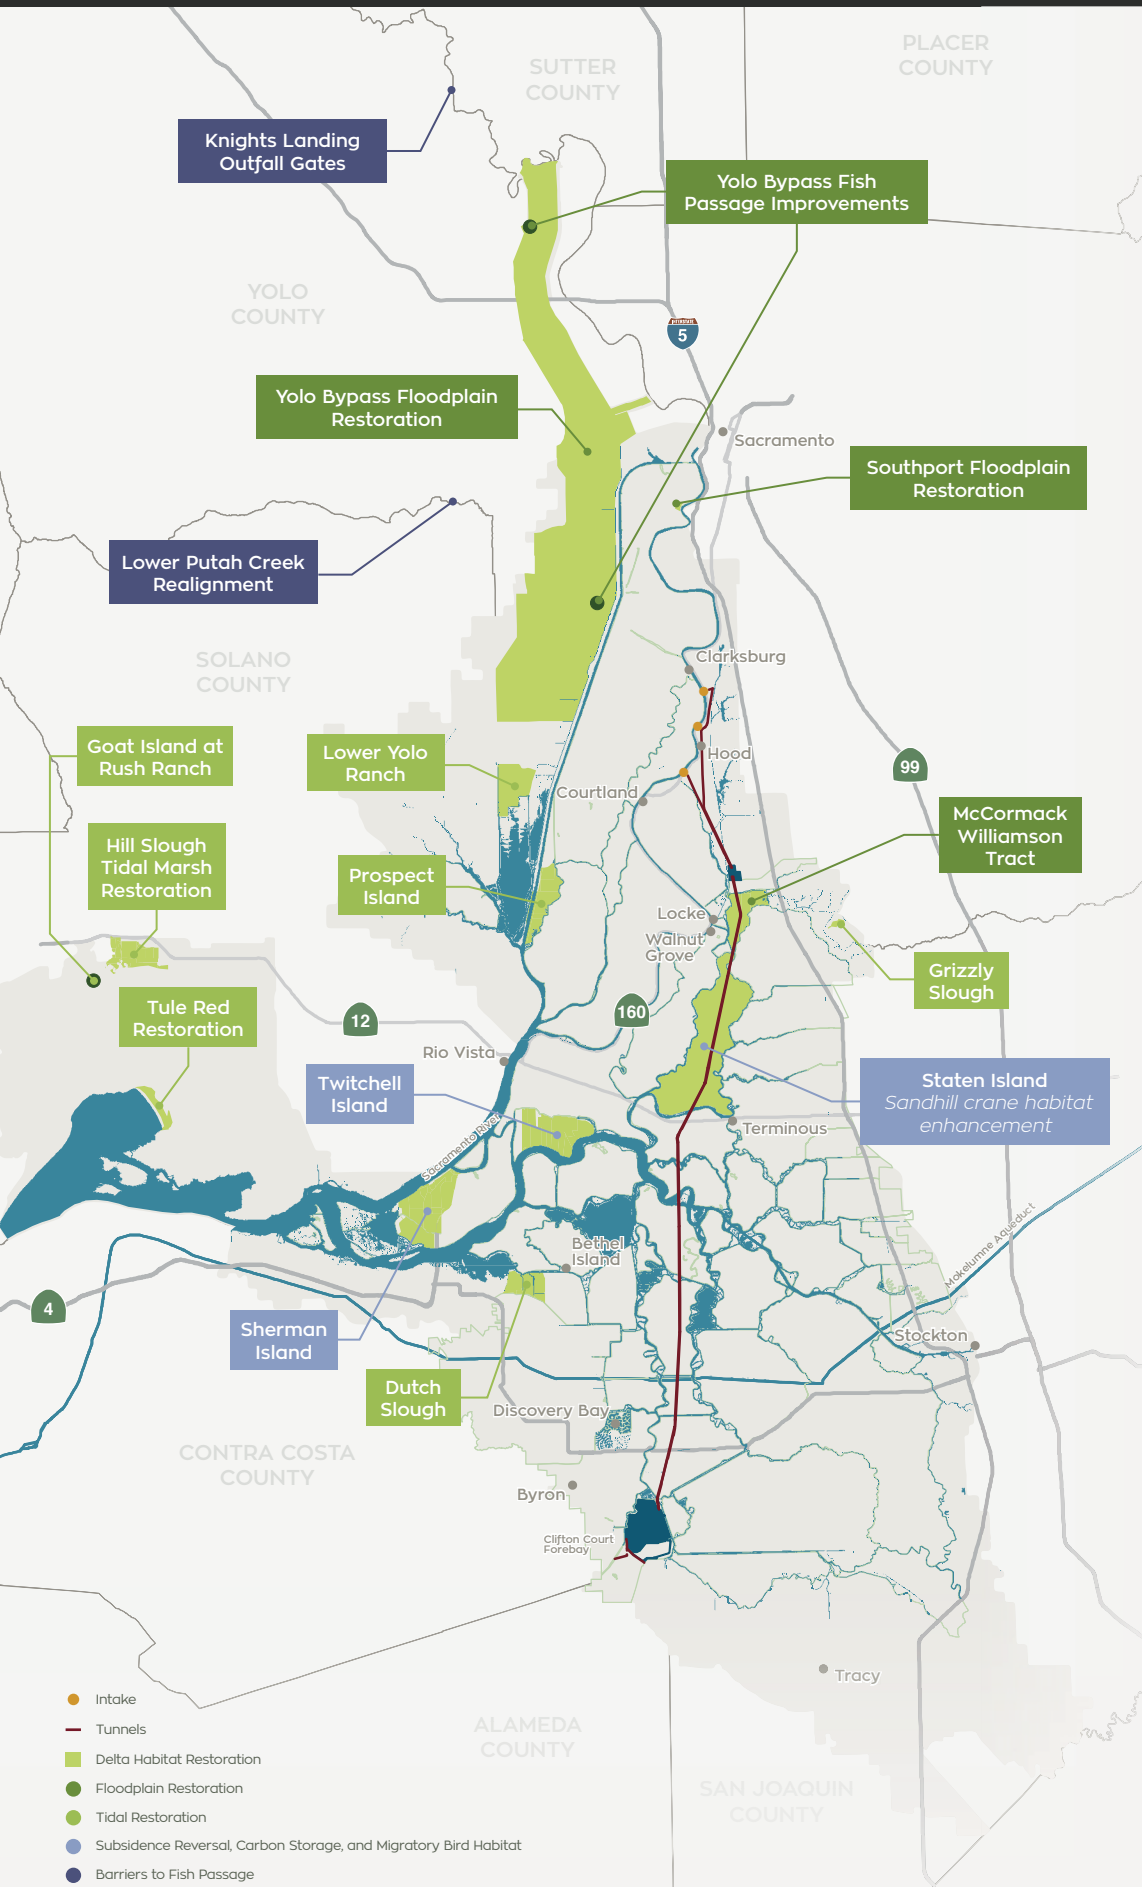 PLACER
COUNTY
SUTTER
COUNTY
Knights Landing
Outfall Gates
Yolo Bypass Fish
Passage Improvements
YOLO
COUNTY
INTERSTATE
5
Yolo Bypass Floodplain
Restoration
Sacramento
Southport Floodplain
Restoration
Lower Putah Creek
Realignment
SOLANO
COUNTY
Clarksburg
Goat Island at
Rush Ranch
Lower Yolo
Ranch
Hood
99
Courtland
McCormack
Williamson
Tract
Hill Slough
Tidal Marsh
Restoration
Prospect
Island
Locke
Walnut
Grove
Grizzly
Slough
Tule Red
Restoration
12
160
Rio Vista
Twitchell
Island
Staten Island
Sandhill crane habitat
enhancement
Sacramento River
Terminous
Bethel
Island
Mokelumne Aqueduct
4
Sherman
Island
Stockton
Dutch
Slough
Discovery Bay
CONTRA COSTA
COUNTY
Byron
Clifton Court
Forebay
Tracy
ALAMEDA
COUNTY
SAN JOAQUIN
COUNTY
Intake
Tunnels
Delta Habitat Restoration
Floodplain Restoration
Tidal Restoration
Subsidence Reversal, Carbon Storage, and Migratory Bird Habitat
Barriers to Fish Passage